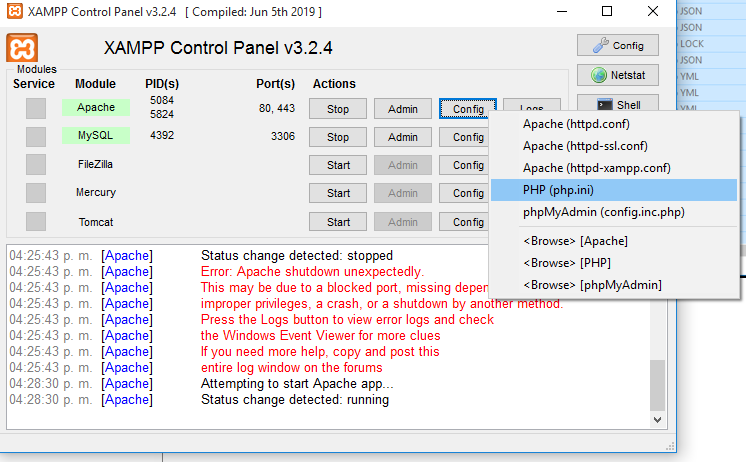 XAMPP Control Panel v3.2.4 [ Compiled: Jun 5th 2019 ]
XAMPP Control Panel v3.2.4
Config
Netstat
Shell
Modules
Service Module PID(s) Port(s) Actions
Apache 5084 5824 80, 443 Stop Admin Config Logs
MySQL 4392 3306 Stop Admin Config
FileZilla Start Admin Config
Mercury Start Admin Config
Tomcat Start Admin Config
Apache (httpd.conf)
Apache (httpd-ssl.conf)
Apache (httpd-xampp.conf)
PHP (php.ini)
phpMyAdmin (config.inc.php)
<Browse> [Apache]
<Browse> [PHP]
<Browse> [phpMyAdmin]
04:25:43 p. m. [Apache] Status change detected: stopped
04:25:43 p. m. [Apache] Error: Apache shutdown unexpectedly.
04:25:43 p. m. [Apache] This may be due to a blocked port, missing
04:25:43 p. m. [Apache] improper privileges, a crash, or a shutdown by another method.
04:25:43 p. m. [Apache] Press the Logs button to view error logs and check
04:25:43 p. m. [Apache] the Windows Event Viewer for more clues
04:25:43 p. m. [Apache] If you need more help, copy and post this
04:25:43 p. m. [Apache] entire log window on the forums
04:28:30 p. m. [Apache] Attempting to start Apache app...
04:28:30 p. m. [Apache] Status change detected: running
JSON
JSON
LOCK
JSON
YML
YML
YML